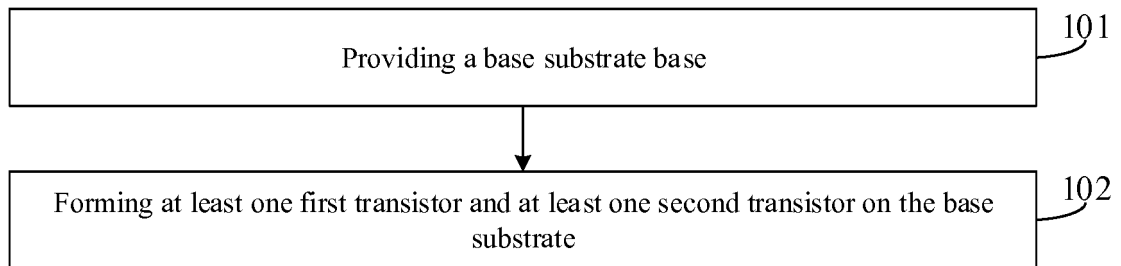 101
Providing a base substrate base
102
Forming at least one first transistor and at least one second transistor on the base
substrate